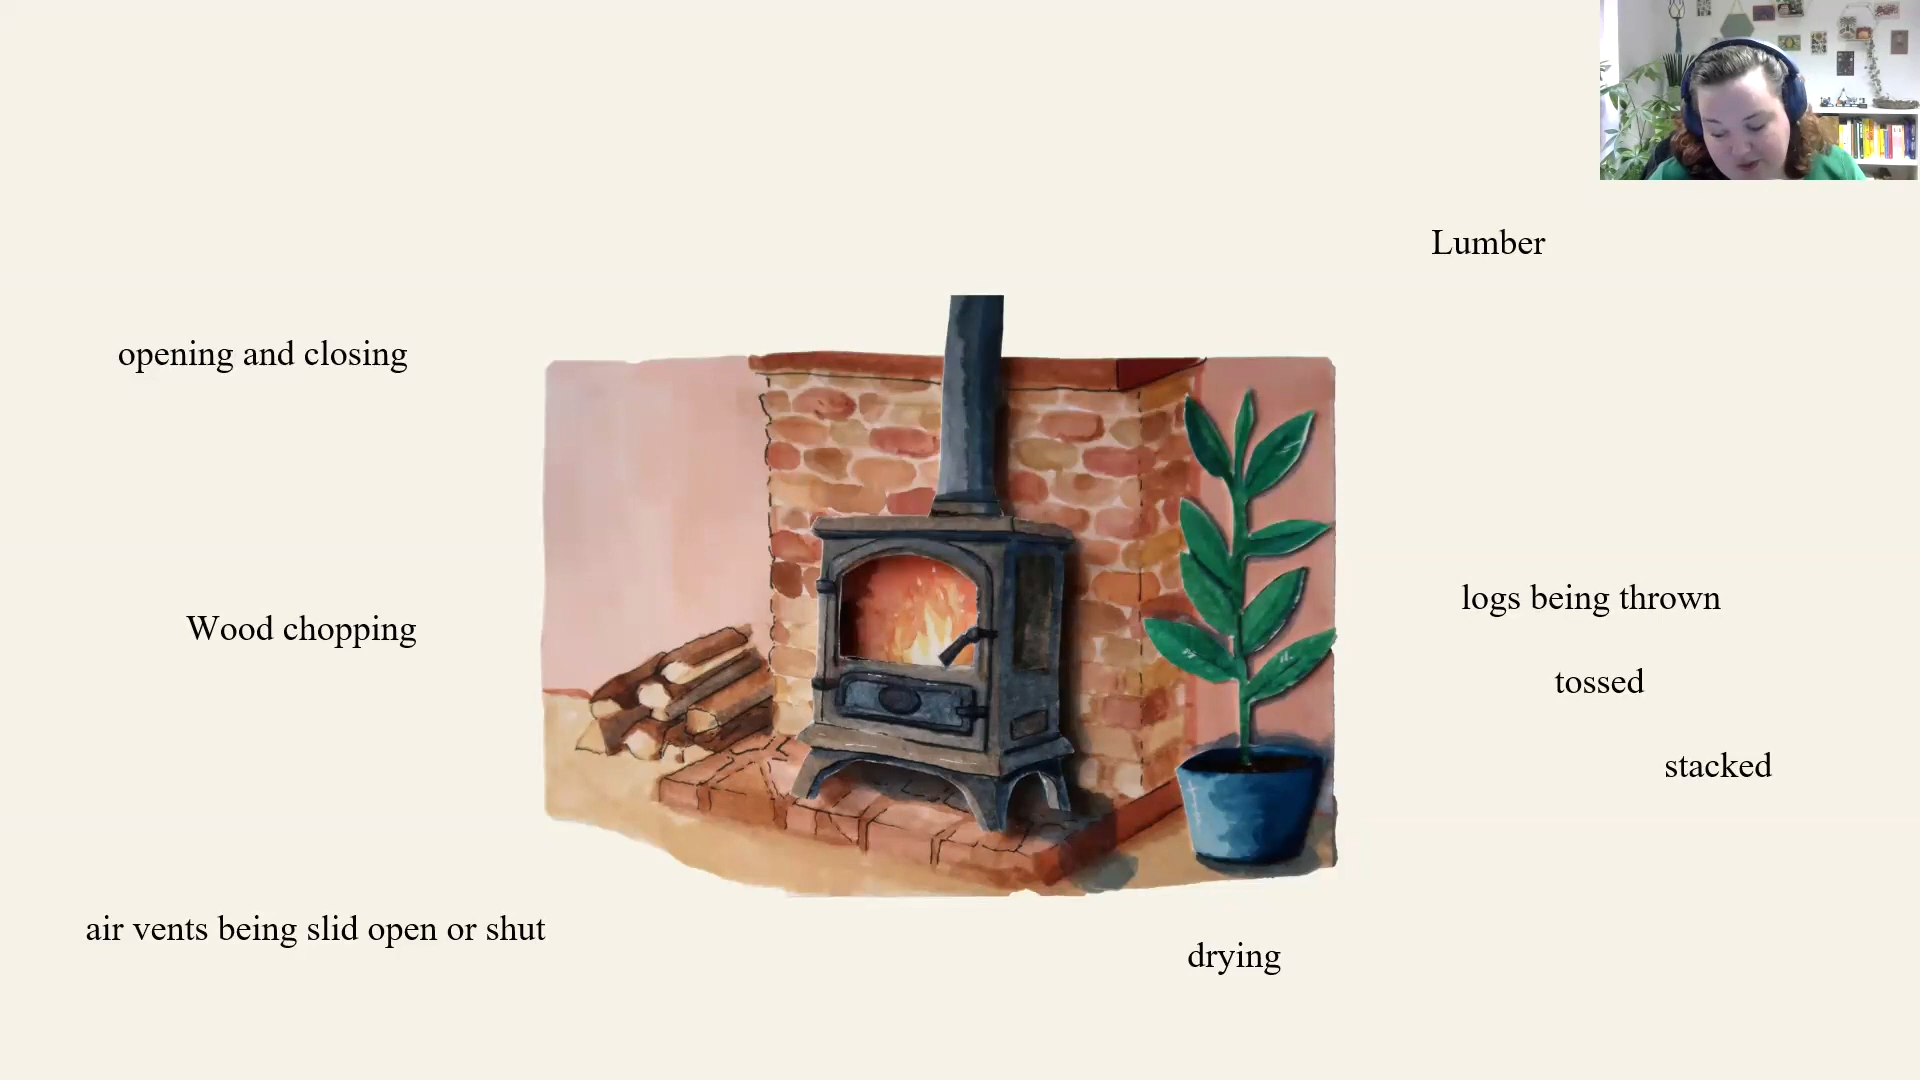 Lumber
opening and closing
logs being thrown
Wood chopping
tossed
stacked
air vents being slid open or shut
drying